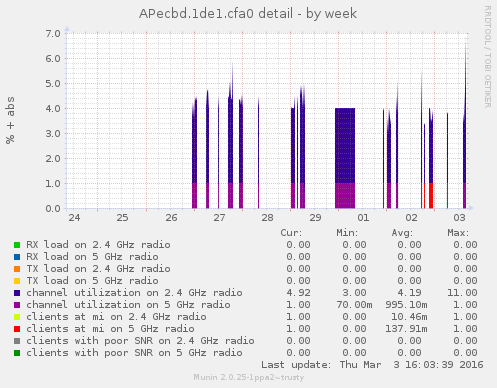 APecbd.1de1.cfa0 detail - by week
RRDTOOL / TOBI OETIKER
% + abs
7.0
6.0
5.0
4.0
3.0
2.0
1.0
0.0
24 25 26 27 28 29 01 02 03
Cur: Min: Avg: Max:
RX load on 2.4 GHz radio 0.00 0.00 0.00 0.00
RX load on 5 GHz radio 0.00 0.00 0.00 0.00
TX load on 2.4 GHz radio 0.00 0.00 0.00 0.00
TX load on 5 GHz radio 0.00 0.00 0.00 0.00
channel utilization on 2.4 GHz radio 4.92 3.00 4.19 11.00
channel utilization on 5 GHz radio 1.00 70.00m 995.10m 1.00
clients at mi on 2.4 GHz radio 1.00 0.00 10.46m 1.00
clients at mi on 5 GHz radio 1.00 0.00 137.91m 1.00
clients with poor SNR on 2.4 GHz radio 0.00 0.00 0.00 0.00
clients with poor SNR on 5 GHz radio 0.00 0.00 0.00 0.00
Last update: Thu Mar 3 16:03:39 2016
Munin 2.0.25-1ppa2~trusty